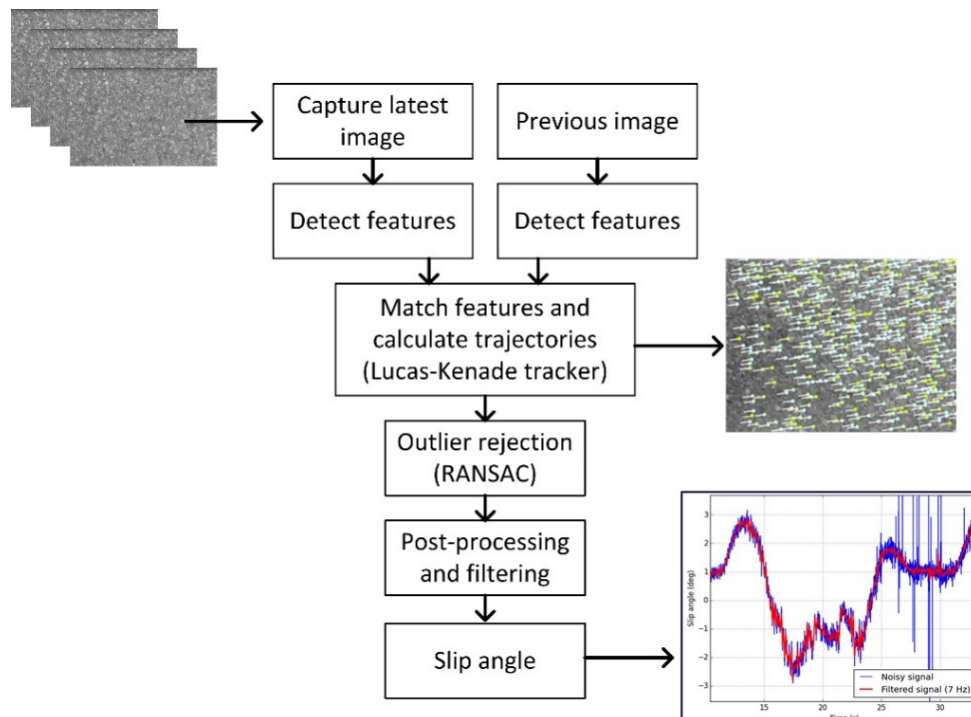 Capture latest
image
Previous image
Detect features
Detect features
Match features and
calculate trajectories
(Lucas-Kenade tracker)
Outlier rejection
(RANSAC)
Post-processing
and filtering
Slip angle
Slip angle (deg)
3
2
1
0
−1
−2
−3
15
20
25
30
Time (s)
Noisy signal
Filtered signal (7 Hz)